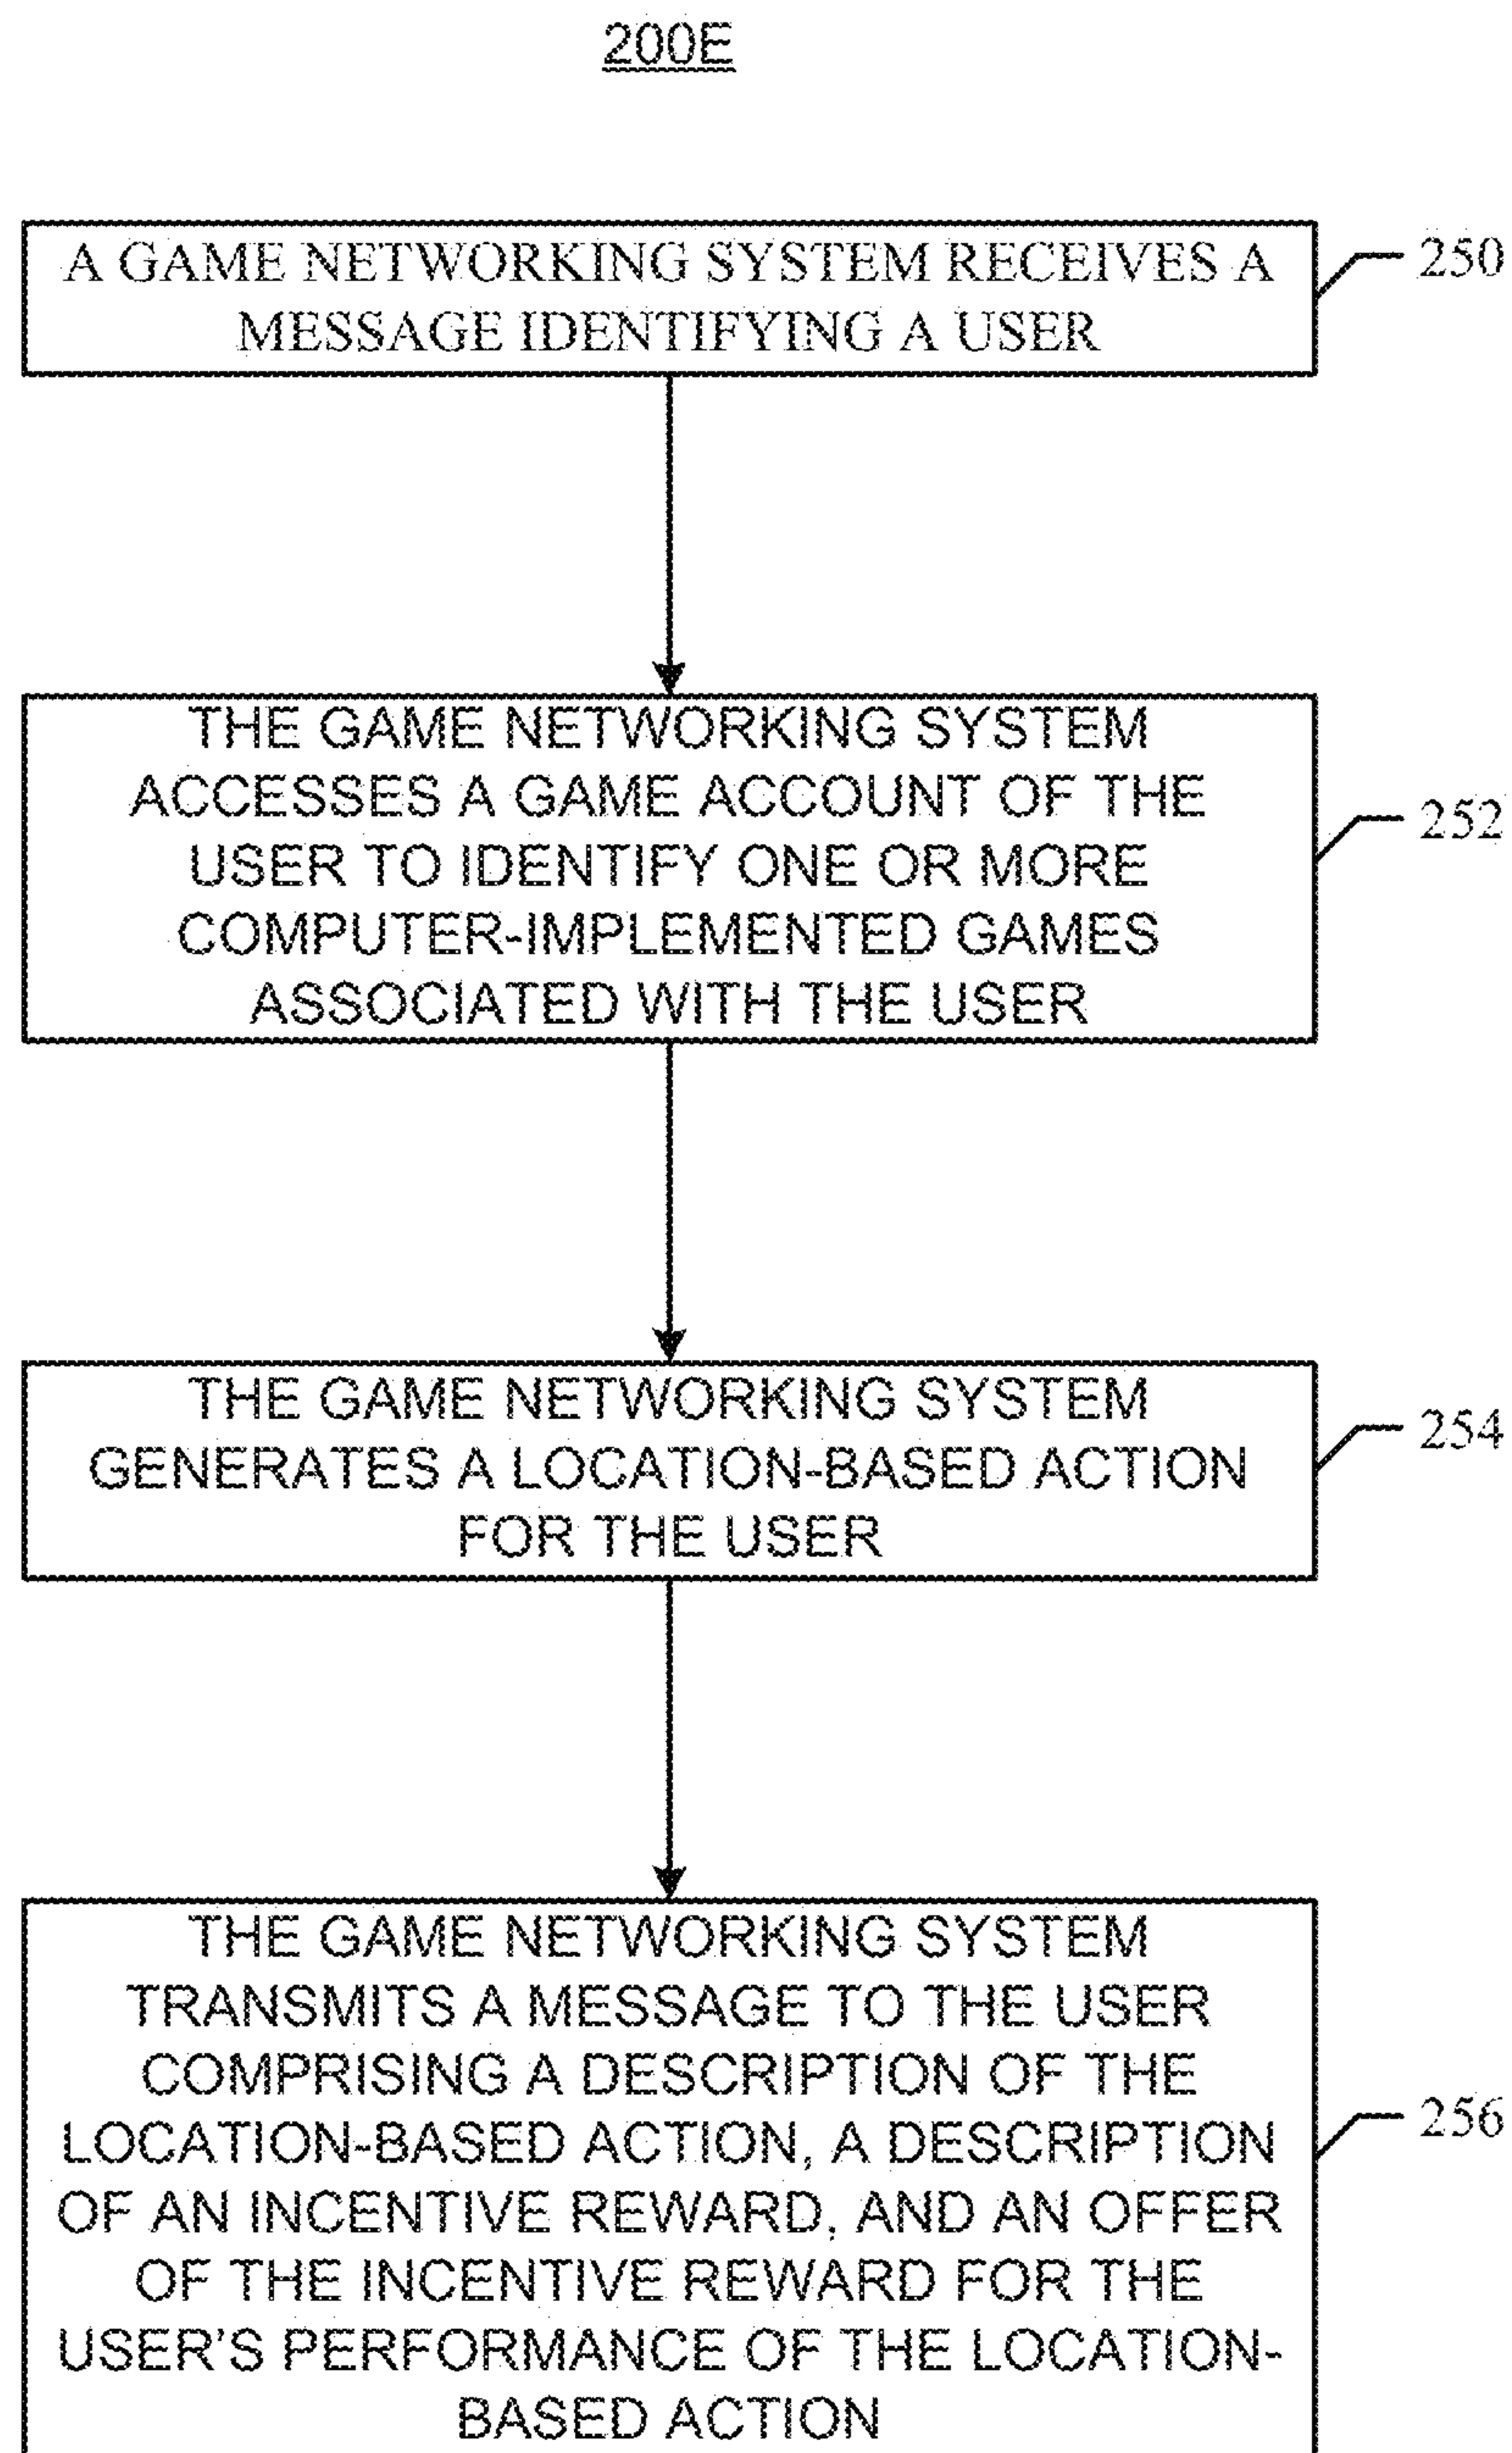 200E
A GAME NETWORKING SYSTEM RECEIVES A
MESSAGE IDENTIFYING A USER
250
THE GAME NETWORKING SYSTEM
ACCESSES A GAME ACCOUNT OF THE
USER TO IDENTIFY ONE OR MORE
COMPUTER-IMPLEMENTED GAMES
ASSOCIATED WITH THE USER
252
THE GAME NETWORKING SYSTEM
GENERATES A LOCATION-BASED ACTION
FOR THE USER
254
THE GAME NETWORKING SYSTEM
TRANSMITS A MESSAGE TO THE USER
COMPRISING A DESCRIPTION OF THE
LOCATION-BASED ACTION, A DESCRIPTION
OF AN INCENTIVE REWARD, AND AN OFFER
OF THE INCENTIVE REWARD FOR THE
USER'S PERFORMANCE OF THE LOCATION-
BASED ACTION
256